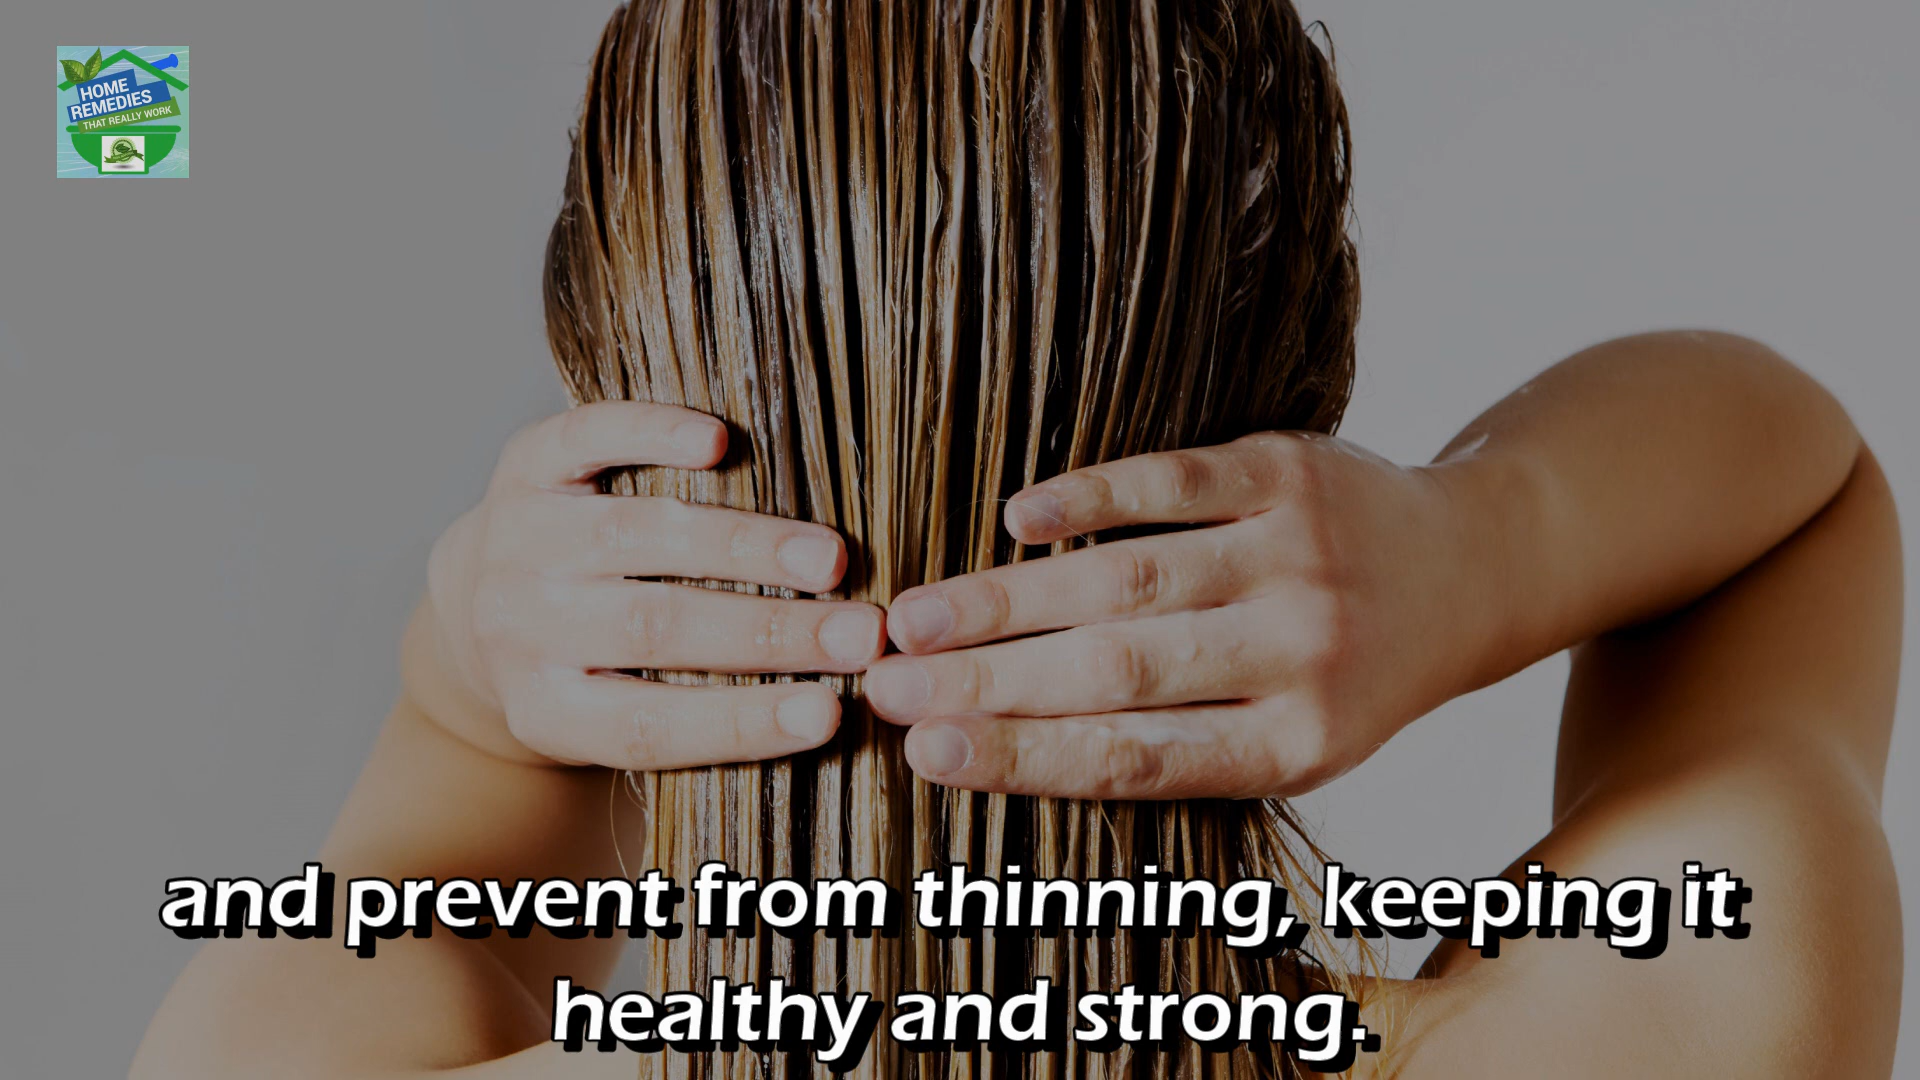 HOME
REMEDIES
THAT REALLY WORK
and prevent from thinning, keeping it
healthy and strong.